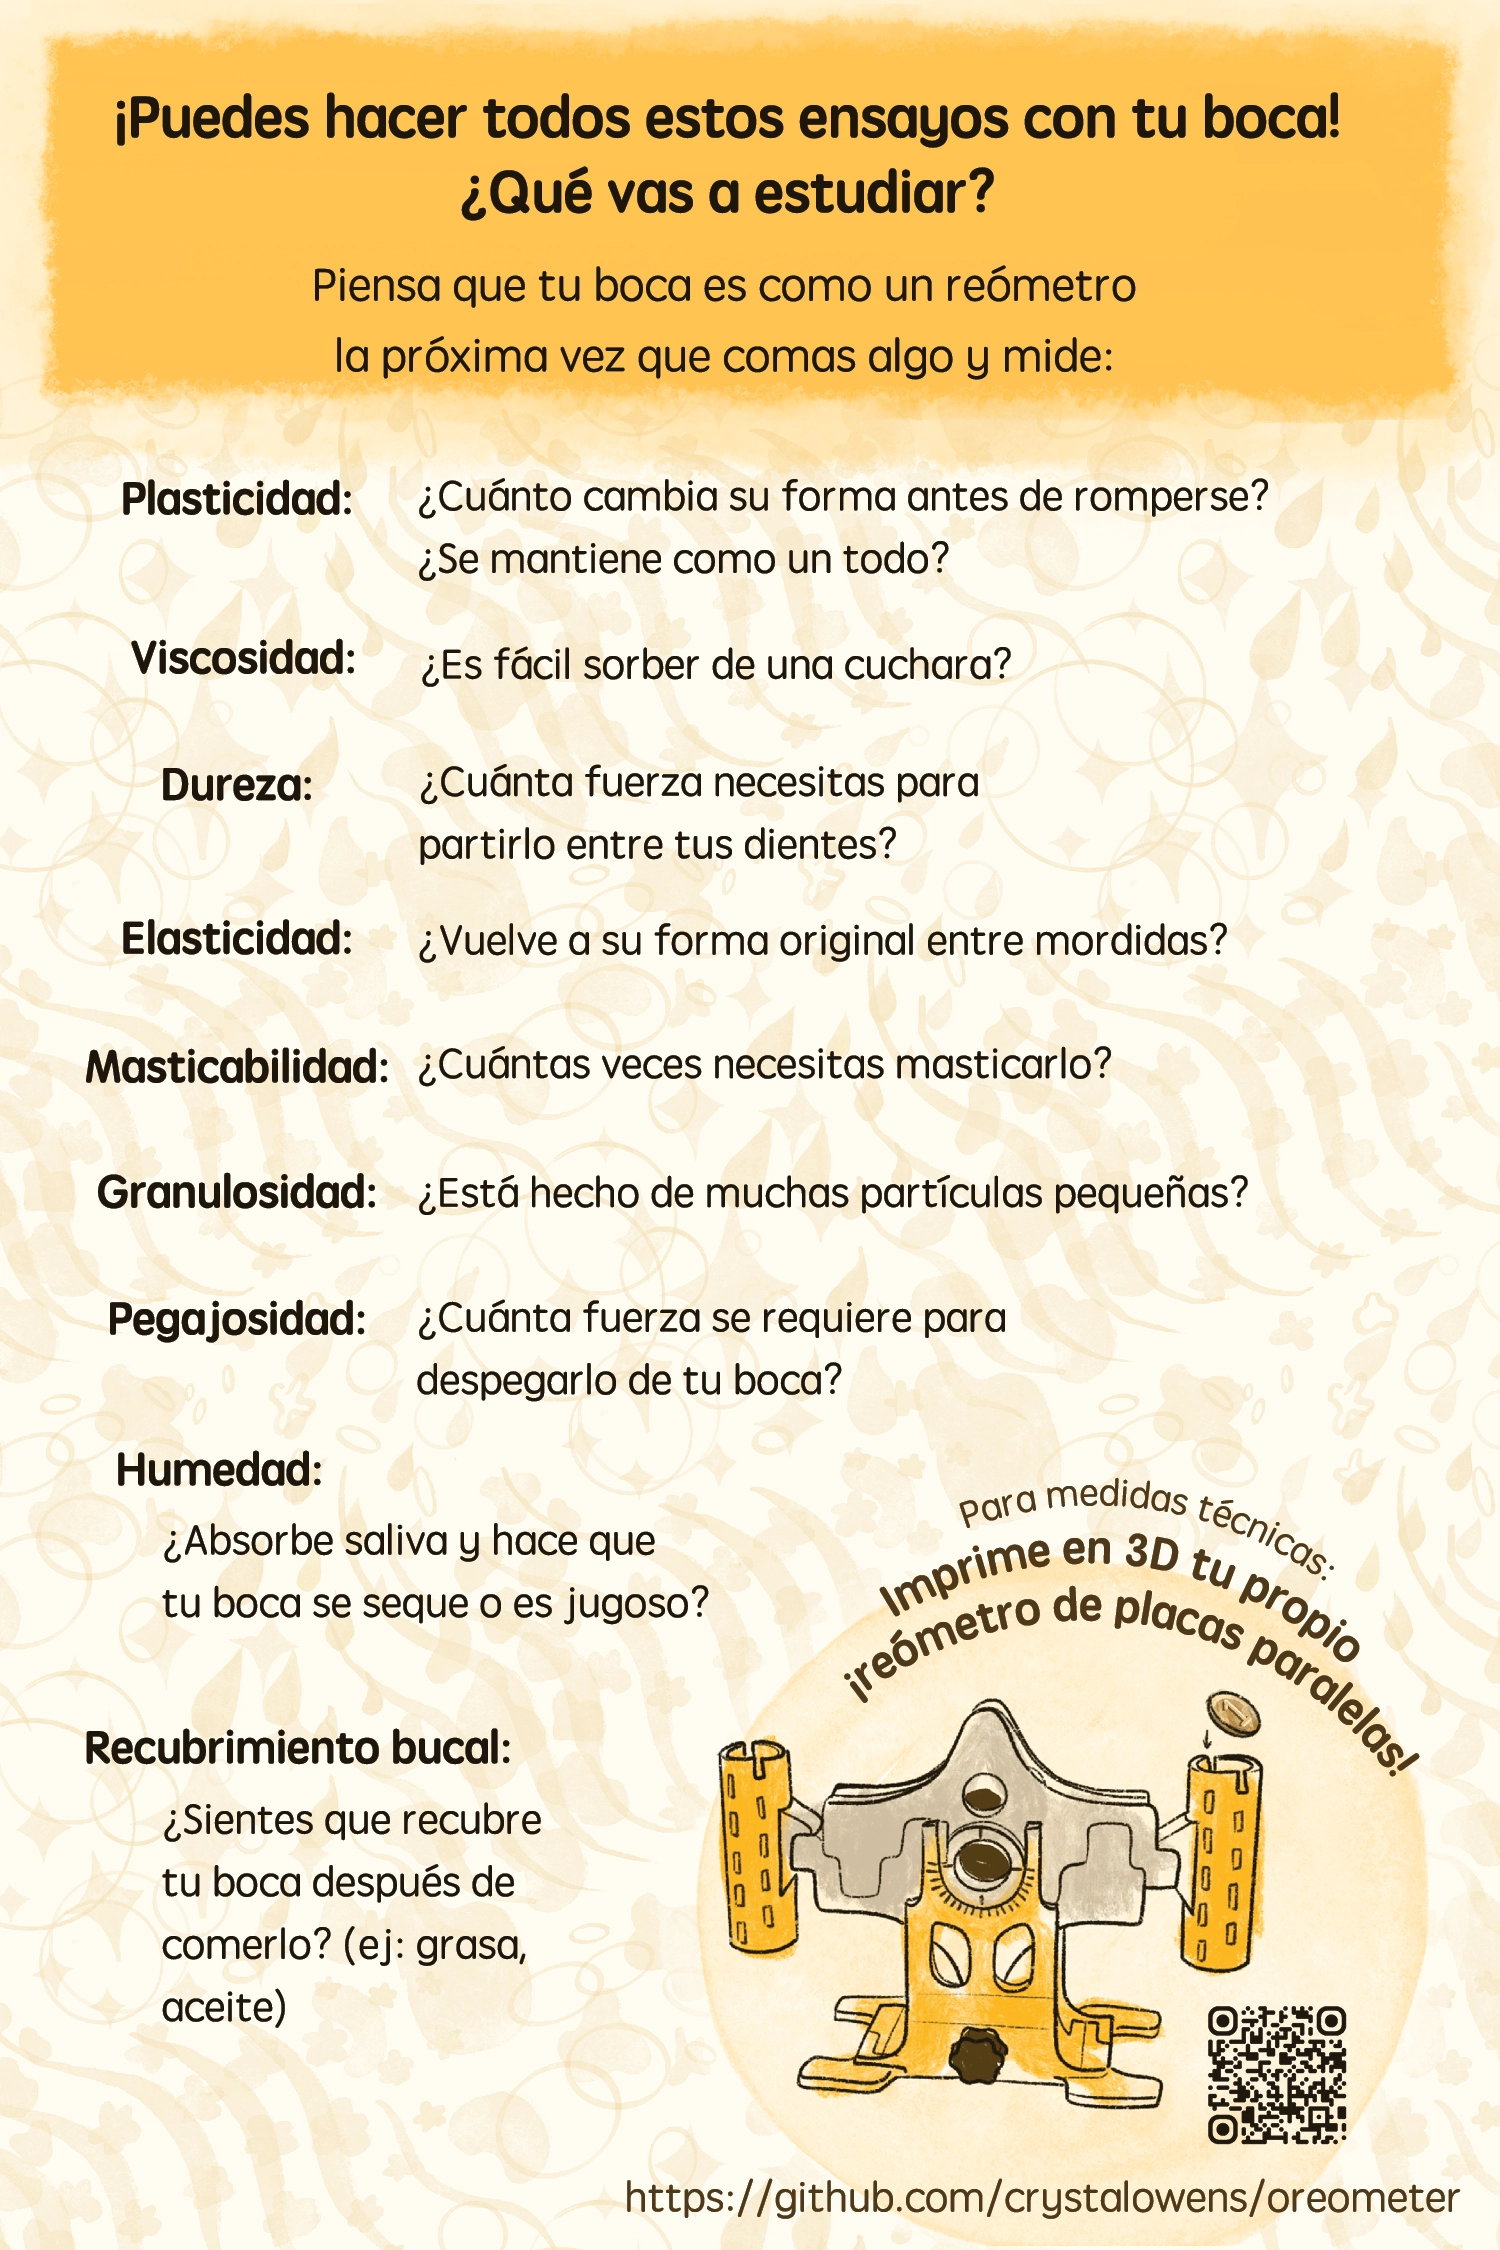 ¡Puedes hacer todos estos ensayos con tu boca!
¿Qué vas a estudiar?
Piensa que tu boca es como un reómetro
la próxima vez que comas algo y mide:
Plasticidad: ¿Cuánto cambia su forma antes de romperse?
¿Se mantiene como un todo?
Viscosidad: ¿Es fácil sorber de una cuchara?
Dureza: ¿Cuánta fuerza necesitas para
partirlo entre tus dientes?
Elasticidad: ¿Vuelve a su forma original entre mordidas?
Masticabilidad: ¿Cuántas veces necesitas masticarlo?
Granulosidad: ¿Está hecho de muchas partículas pequeñas?
Pegajosidad: ¿Cuánta fuerza se requiere para
despegarlo de tu boca?
Humedad:
¿Absorbe saliva y hace que
tu boca se seque o es jugoso?
Recubrimiento bucal:
¿Sientes que recubre
tu boca después de
comerlo? (ej: grasa,
aceite)
Para medidas técnicas:
Imprime en 3D tu propio
¡reómetro de placas paralelas!
https://github.com/crystalowens/oreometer